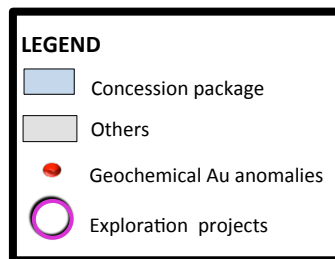 LEGEND
Concession package
Others
Geochemical Au anomalies
Exploration projects